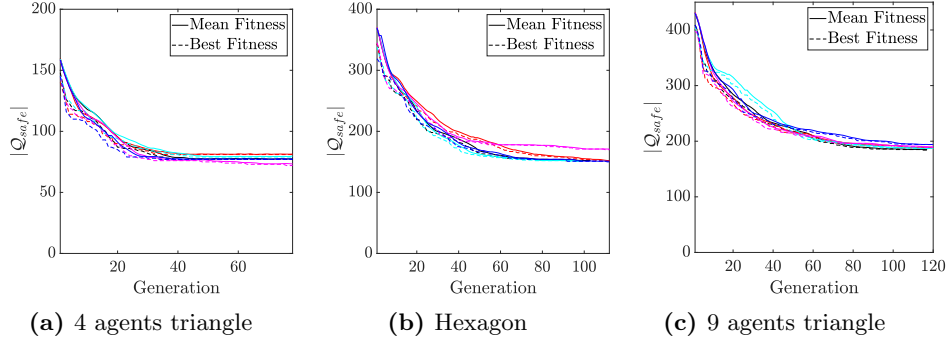 200
150
100
50
0
|Q_safe|
20 40 60
Generation
Mean Fitness
Best Fitness
(a) 4 agents triangle
400
300
200
100
0
|Q_safe|
20 40 60 80 100
Generation
Mean Fitness
Best Fitness
(b) Hexagon
400
300
200
100
0
|Q_safe|
20 40 60 80 100 120
Generation
Mean Fitness
Best Fitness
(c) 9 agents triangle